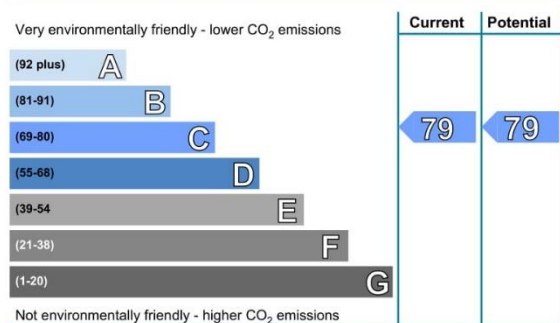 Very environmentally friendly - lower CO₂ emissions
Current
Potential
(92 plus) A
(81-91) B
(69-80) C
79
79
(55-68) D
(39-54 E
(21-38) F
(1-20) G
Not environmentally friendly - higher CO₂ emissions